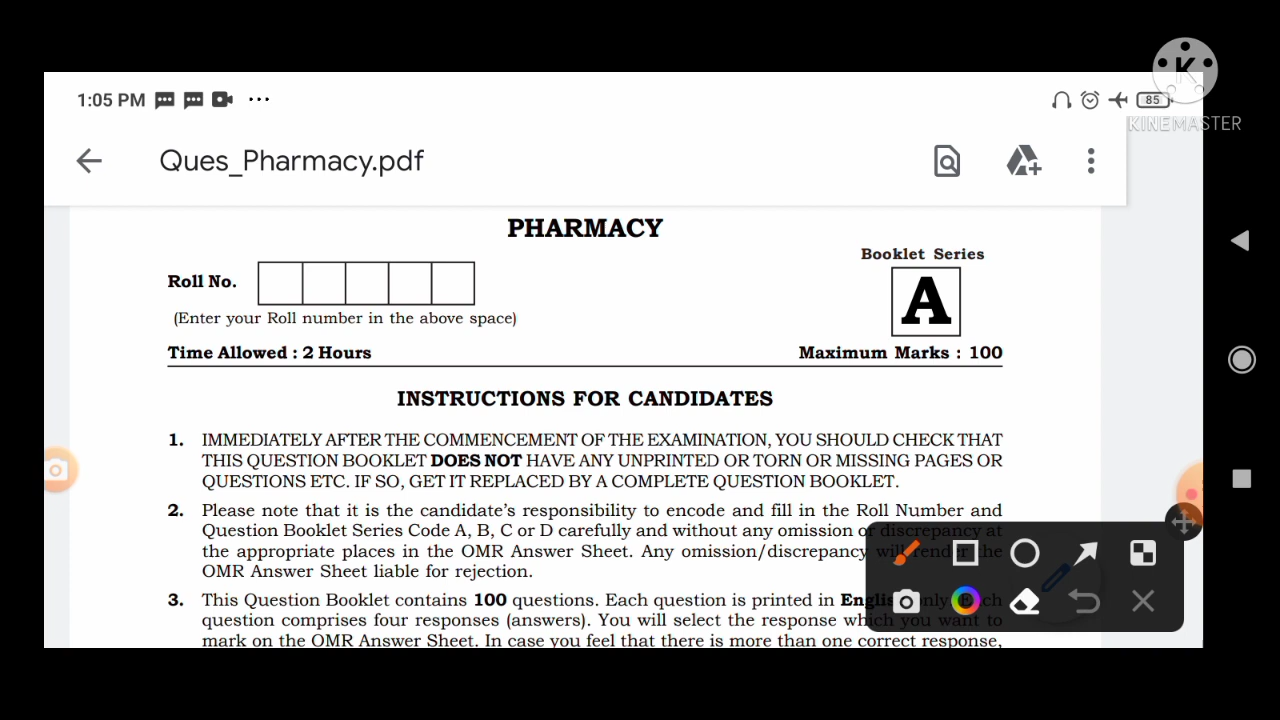 1:05 PM
85
K
KINEMASTER
Ques_Pharmacy.pdf
PHARMACY
Booklet Series
A
Roll No.
(Enter your Roll number in the above space)
Time Allowed : 2 Hours
Maximum Marks : 100
INSTRUCTIONS FOR CANDIDATES
1. IMMEDIATELY AFTER THE COMMENCEMENT OF THE EXAMINATION, YOU SHOULD CHECK THAT
THIS QUESTION BOOKLET DOES NOT HAVE ANY UNPRINTED OR TORN OR MISSING PAGES OR
QUESTIONS ETC. IF SO, GET IT REPLACED BY A COMPLETE QUESTION BOOKLET.
2. Please note that it is the candidate's responsibility to encode and fill in the Roll Number and
Question Booklet Series Code A, B, C or D carefully and without any omission or discrepancy at
the appropriate places in the OMR Answer Sheet. Any omission/discrepancy will render the
OMR Answer Sheet liable for rejection.
3. This Question Booklet contains 100 questions. Each question is printed in
question comprises four responses (answers). You will select the response which you want to
mark on the OMR Answer Sheet. In case you feel that there is more than one correct response,